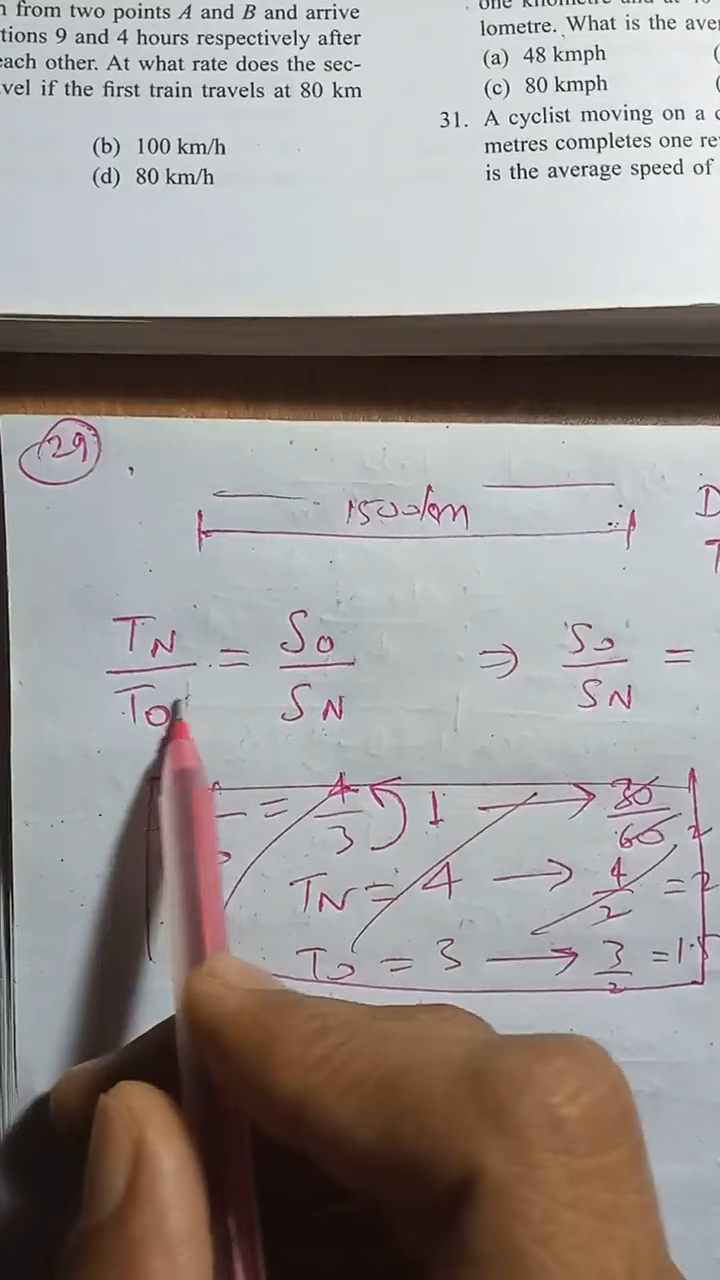 from two points A and B and arrive
tions 9 and 4 hours respectively after
each other. At what rate does the sec-
vel if the first train travels at 80 km
(b) 100 km/h
(d) 80 km/h
lometre. What is the aver
(a) 48 kmph
(c) 80 kmph
31. A cyclist moving on a c
metres completes one re
is the average speed of
29
1500km
TN/TO = SO/SN ⇒ SO/SN =
= 4/3 1 → 30/60 2
TN = 4 → 4/2 = 2
TO = 3 → 3/2 = 1.5